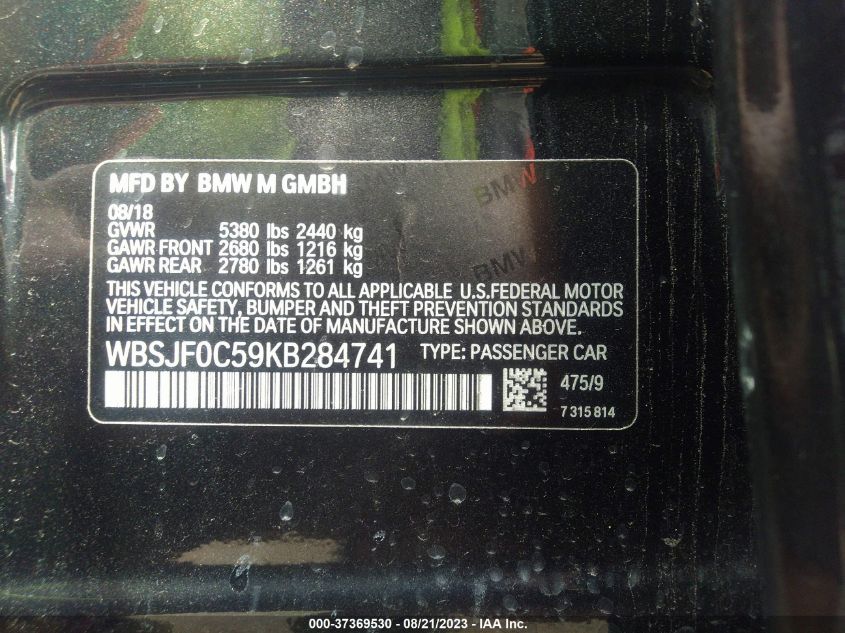 MFD BY BMW M GMBH
08/18
GVWR 5380 lbs 2440 kg
GAWR FRONT 2680 lbs 1216 kg
GAWR REAR 2780 lbs 1261 kg
THIS VEHICLE CONFORMS TO ALL APPLICABLE U.S.FEDERAL MOTOR
VEHICLE SAFETY, BUMPER AND THEFT PREVENTION STANDARDS
IN EFFECT ON THE DATE OF MANUFACTURE SHOWN ABOVE.
WBSJF0C59KB284741 TYPE: PASSENGER CAR
475/9
7 315 814
BMW
BMW
BMW
000-37369530 - 08/21/2023 - IAA Inc.